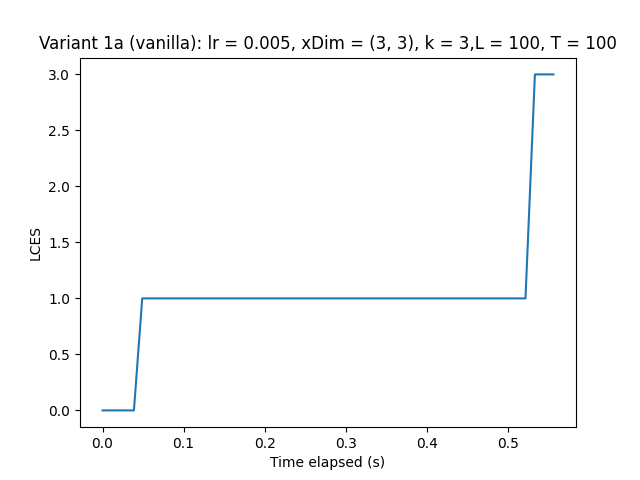 Variant 1a (vanilla): lr = 0.005, xDim = (3, 3), k = 3,L = 100, T = 100
3.0
2.5
2.0
1.5
1.0
0.5
0.0
LCES
0.0 0.1 0.2 0.3 0.4 0.5
Time elapsed (s)